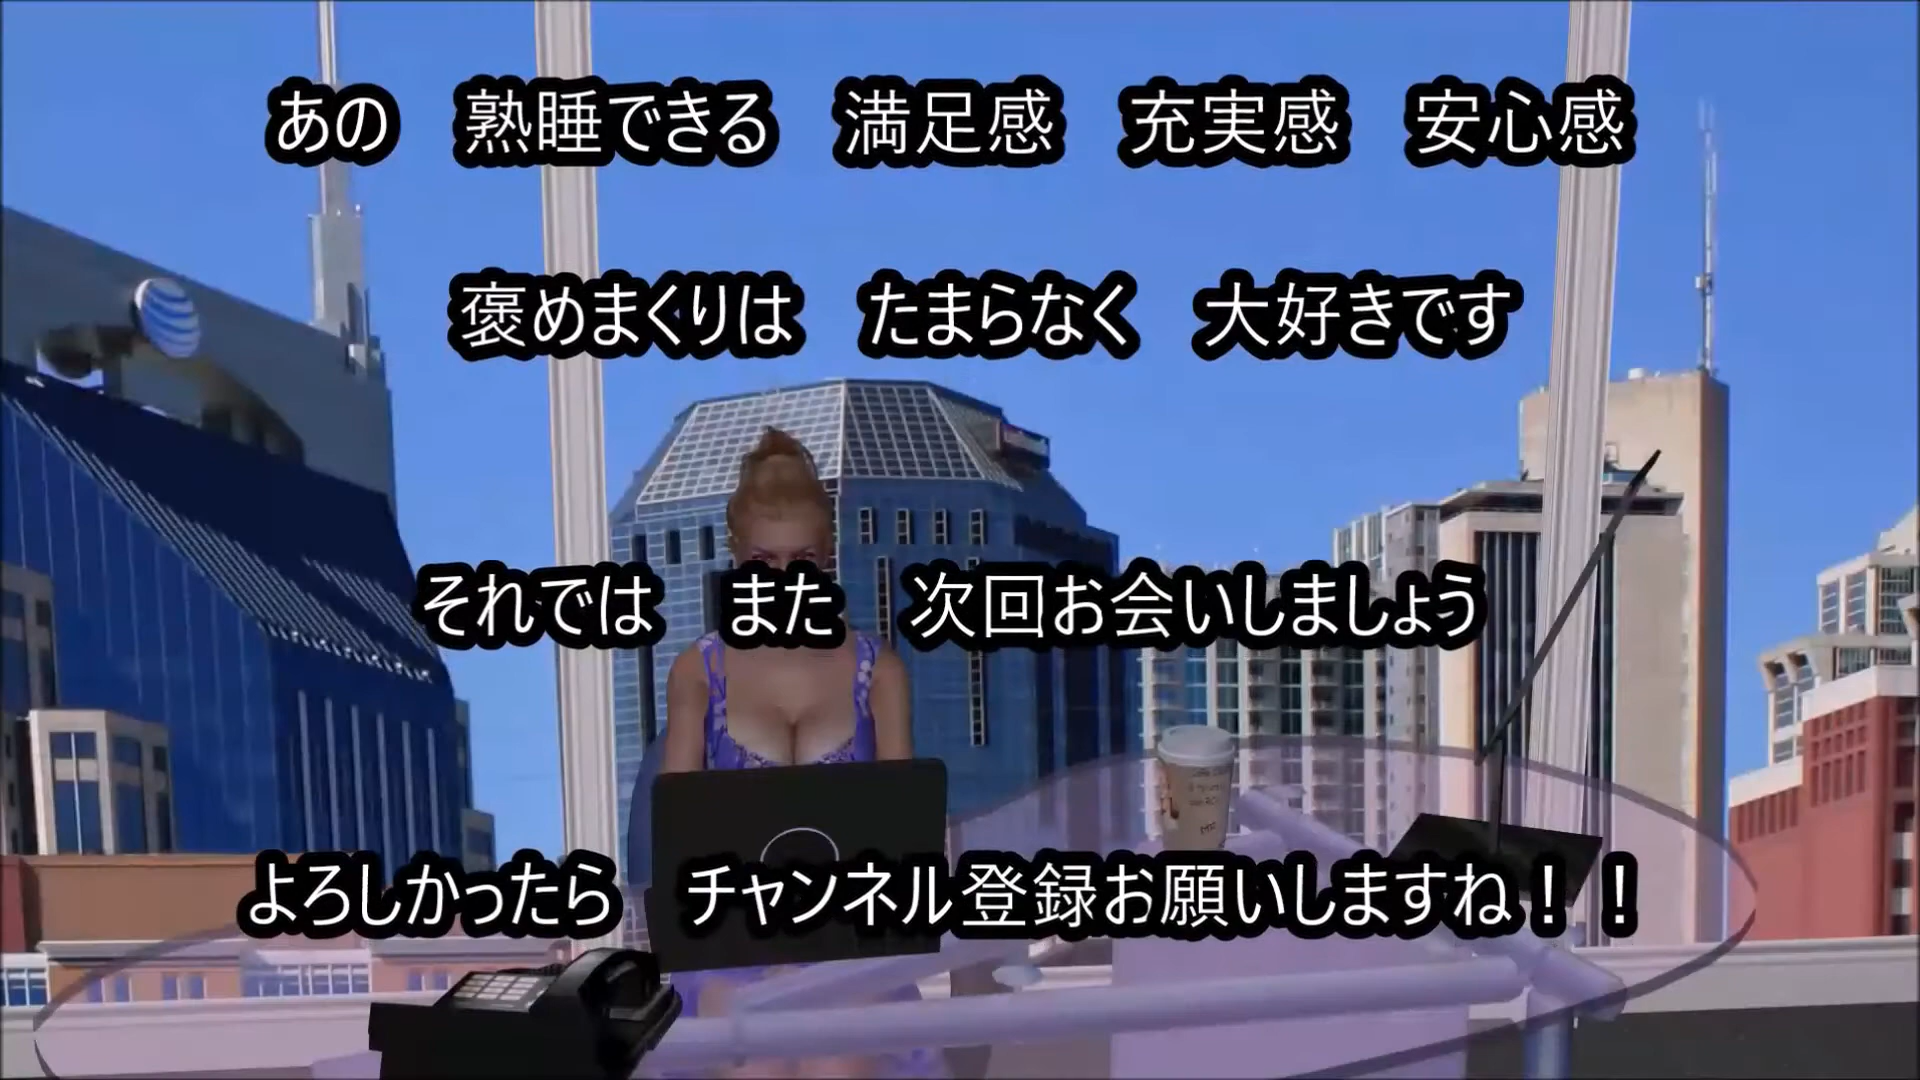 あの　熟睡できる　満足感　充実感　安心感
褒めまくりは　たまらなく　大好きです
それでは　また　次回お会いしましょう
よろしかったら　チャンネル登録お願いしますね！！